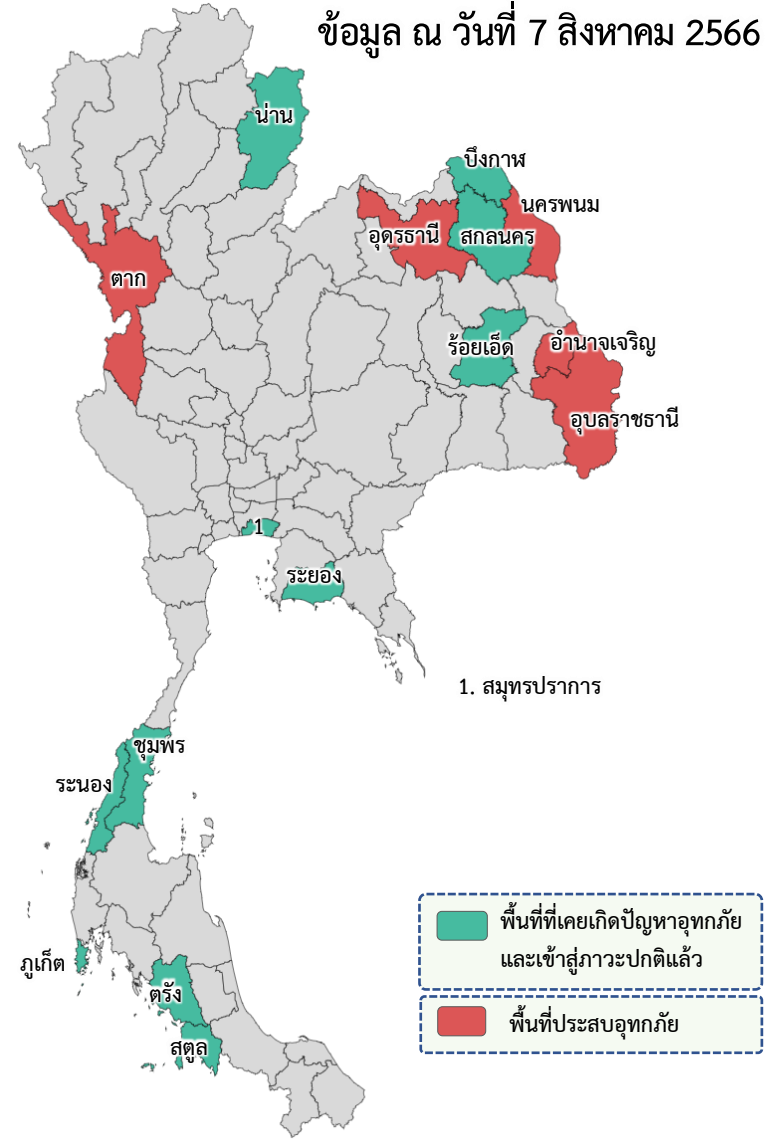 ข้อมูล ณ วันที่ 7 สิงหาคม 2566
น่าน
บึงกาฬ
นครพนม
อุดรธานี
สกลนคร
ตาก
ร้อยเอ็ด
อำนาจเจริญ
อุบลราชธานี
1
ระยอง
1. สมุทรปราการ
ชุมพร
ระนอง
ภูเก็ต
ตรัง
สตูล
พื้นที่ที่เคยเกิดปัญหาอุทกภัย
และเข้าสู่ภาวะปกติแล้ว
พื้นที่ประสบอุทกภัย